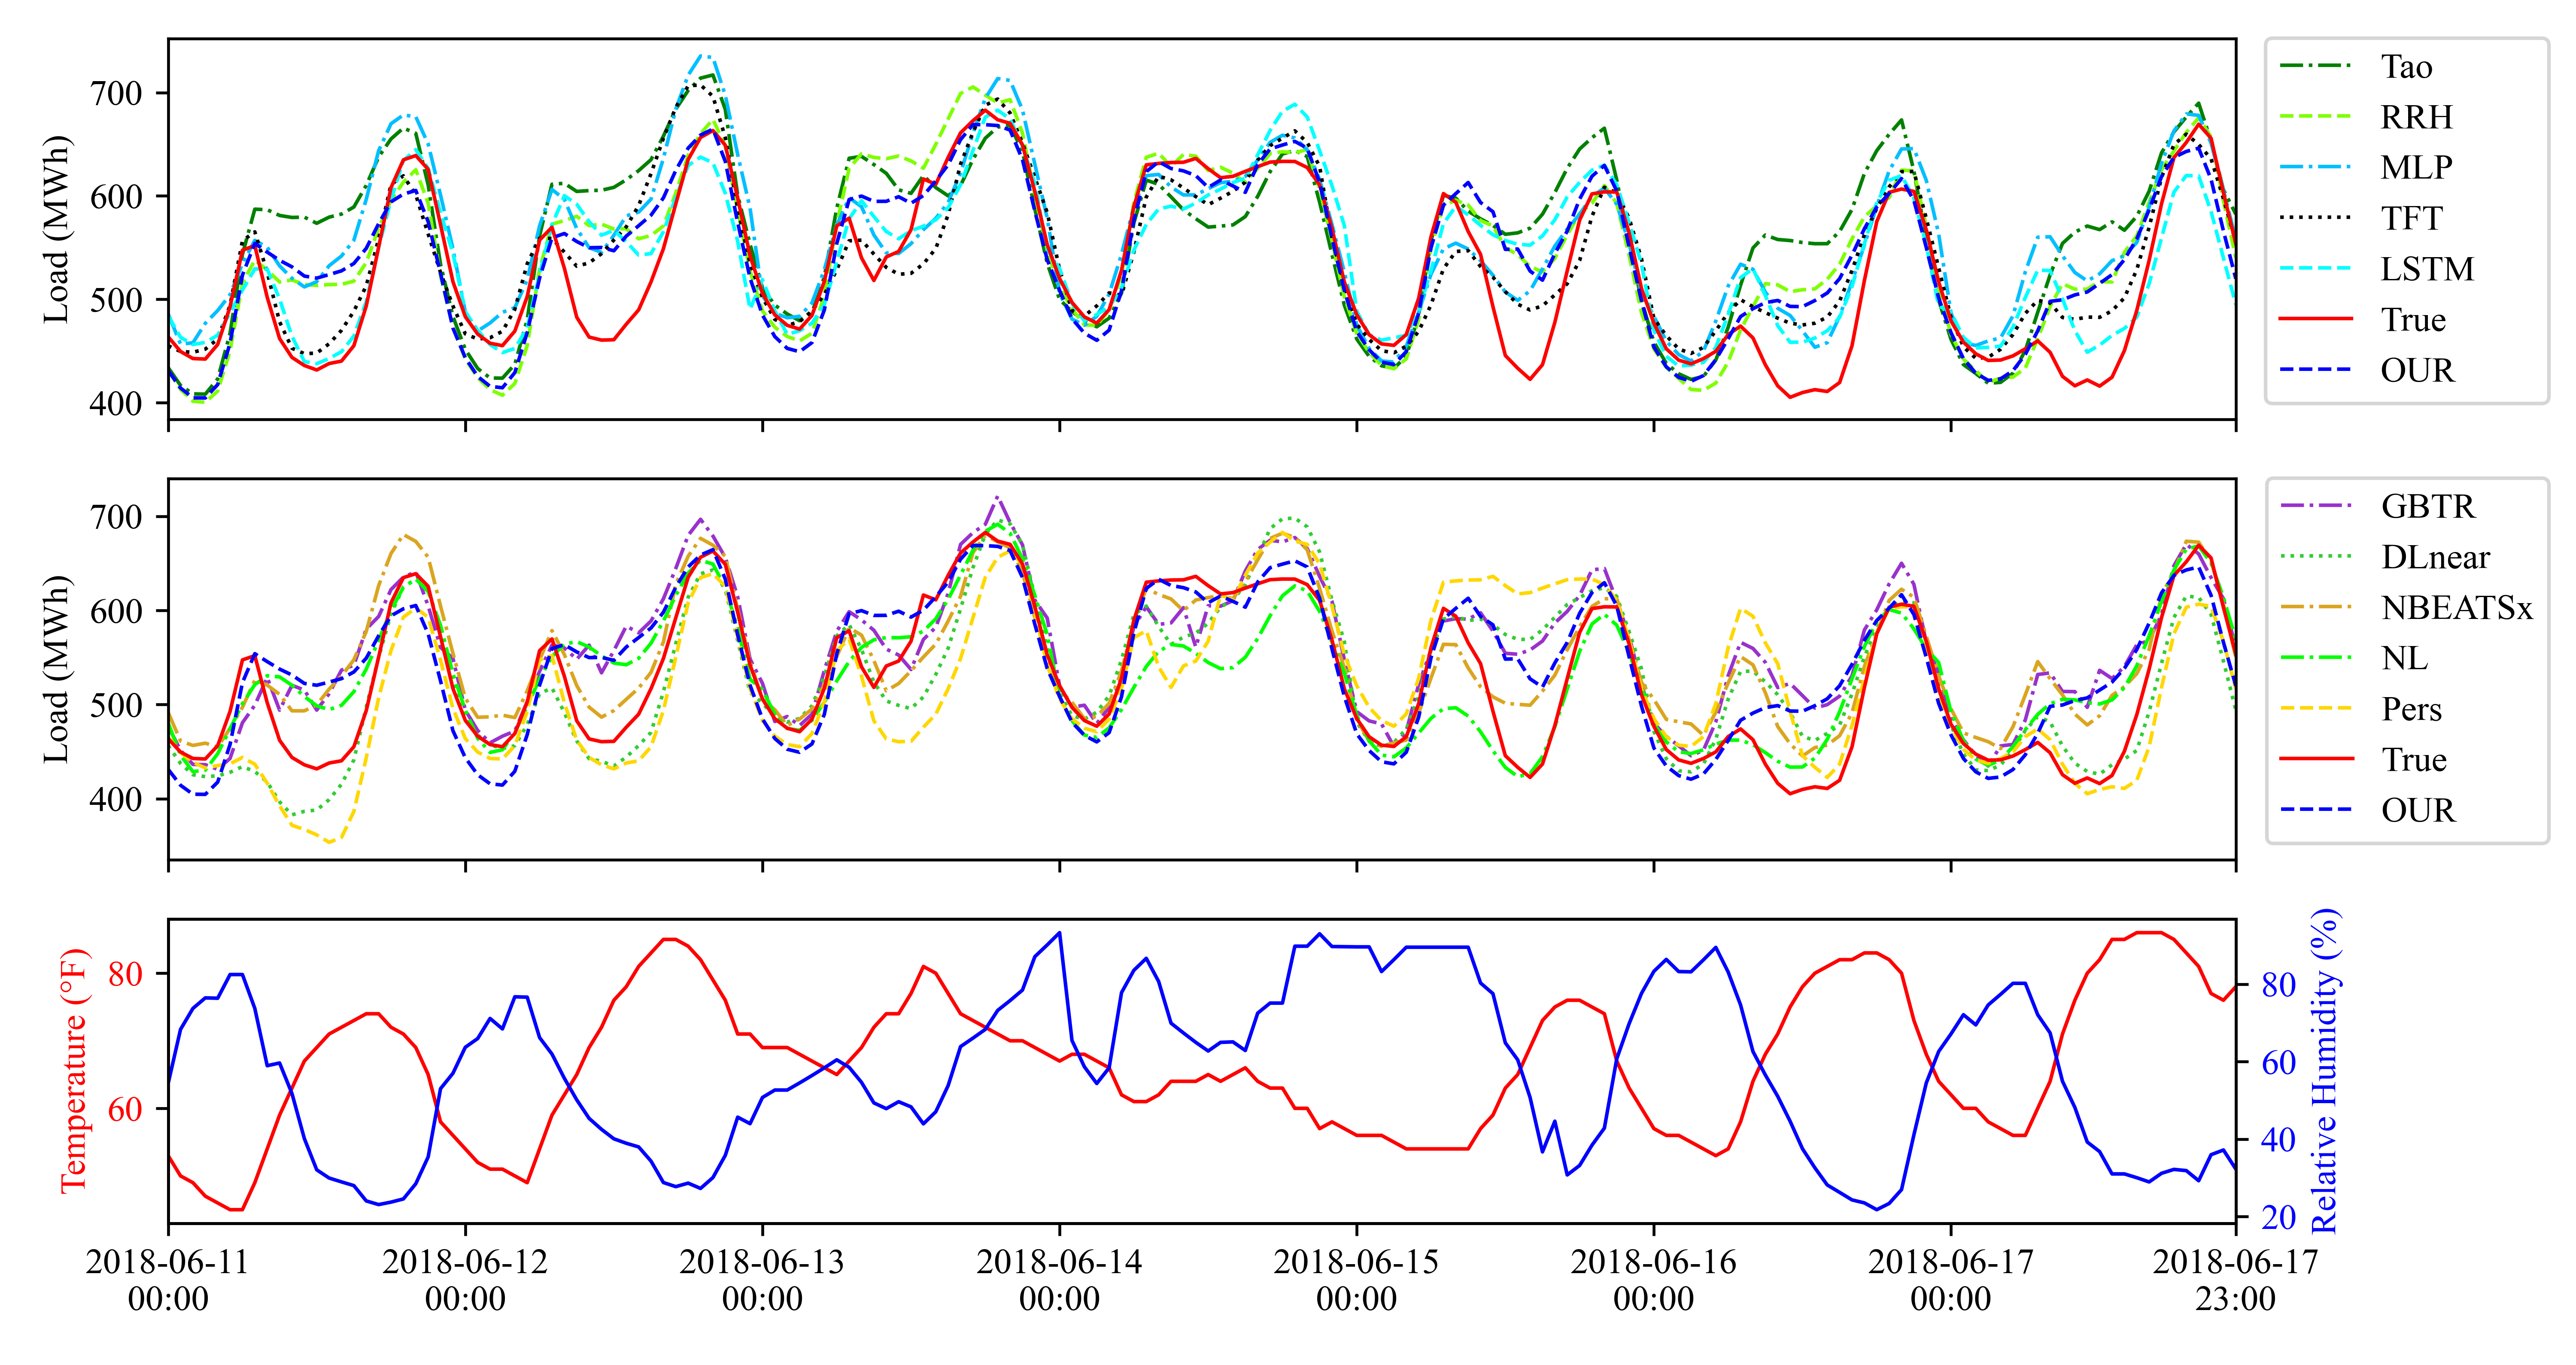 Load (MWh)
700
600
500
400
Tao
RRH
MLP
TFT
LSTM
True
OUR
Load (MWh)
700
600
500
400
GBTR
DLnear
NBEATSx
NL
Pers
True
OUR
Temperature (°F)
80
60
80
60
40
20
Relative Humidity (%)
2018-06-11
00:00
2018-06-12
00:00
2018-06-13
00:00
2018-06-14
00:00
2018-06-15
00:00
2018-06-16
00:00
2018-06-17
00:00
2018-06-17
23:00